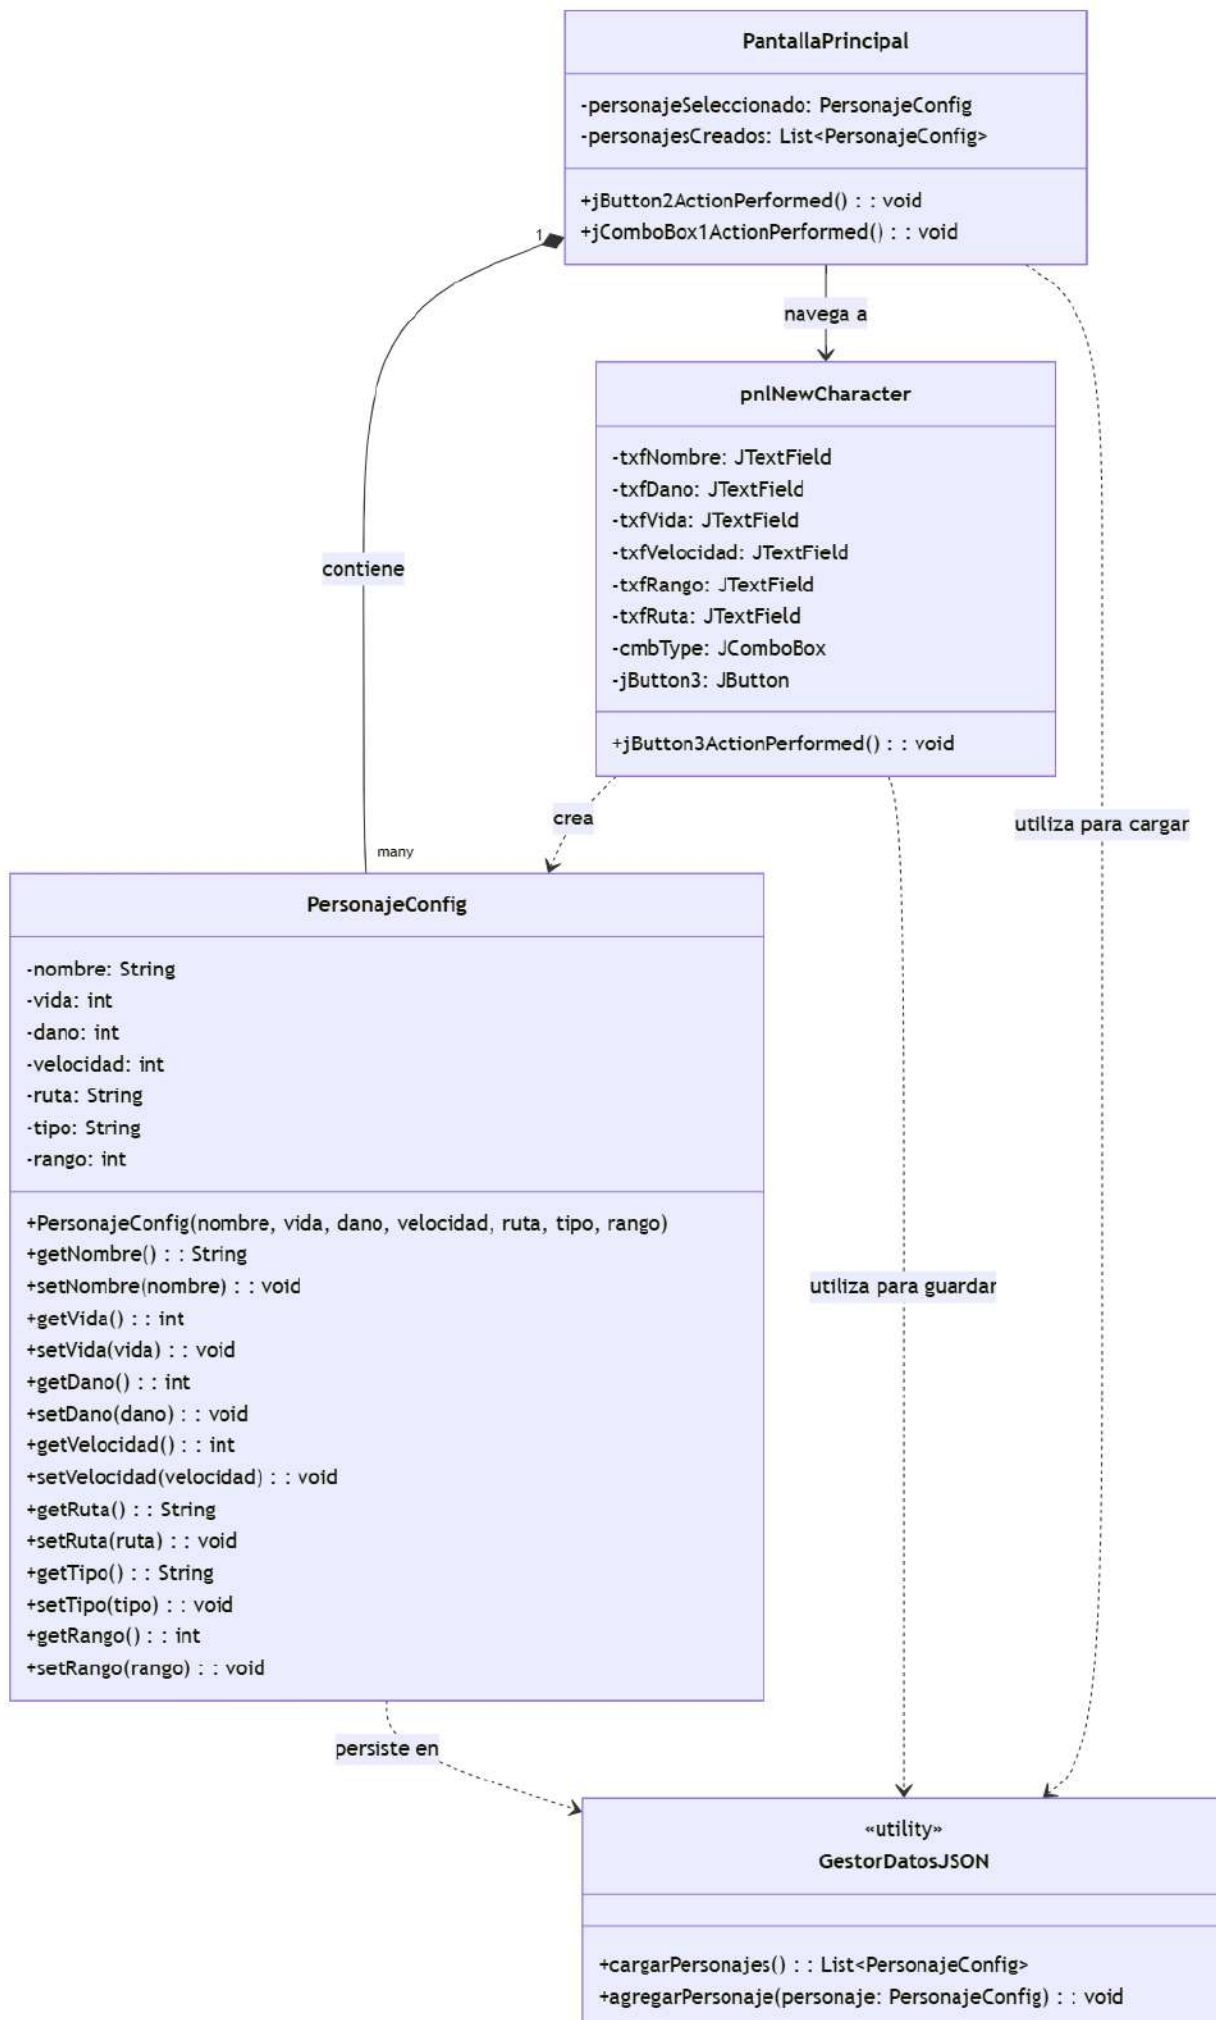 PantallaPrincipal
-personajeSeleccionado: PersonajeConfig
-personajesCreados: List<PersonajeConfig>
+jButton2ActionPerformed() : : void
+jComboBox1ActionPerformed() : : void
1
navega a
pnlNewCharacter
-txfNombre: JTextField
-txfDano: JTextField
-txfVida: JTextField
-txfVelocidad: JTextField
-txfRango: JTextField
-txfRuta: JTextField
-cmbType: JComboBox
-jButton3: JButton
+jButton3ActionPerformed() : : void
contiene
crea
utiliza para cargar
many
PersonajeConfig
-nombre: String
-vida: int
-dano: int
-velocidad: int
-ruta: String
-tipo: String
-rango: int
+PersonajeConfig(nombre, vida, dano, velocidad, ruta, tipo, rango)
+getNombre() : : String
+setNombre(nombre) : : void
+getVida() : : int
+setVida(vida) : : void
+getDano() : : int
+setDano(dano) : : void
+getVelocidad() : : int
+setVelocidad(velocidad) : : void
+getRuta() : : String
+setRuta(ruta) : : void
+getTipo() : : String
+setTipo(tipo) : : void
+getRango() : : int
+setRango(rango) : : void
utiliza para guardar
persiste en
«utility»
GestorDatosJSON
+cargarPersonajes() : : List<PersonajeConfig>
+agregarPersonaje(personaje: PersonajeConfig) : : void